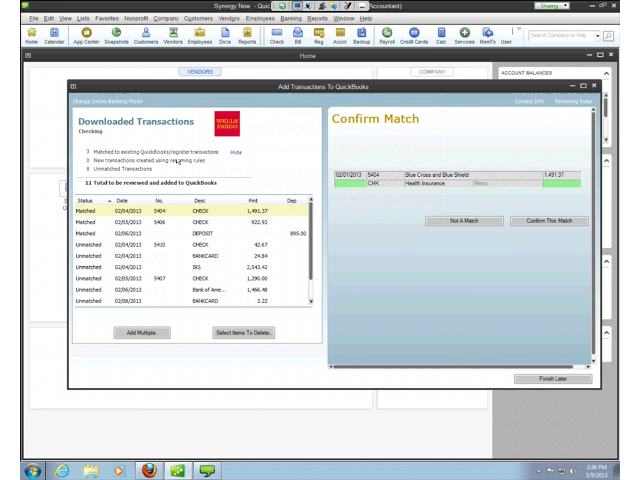 Synergy Now - Quic Accountant)
Sharing
File Edit View Lists Favorites Nonprofit Company Customers Vendors Employees Banking Reports Window Help
Home Calendar App Center Snapshots Customers Vendors Employees Docs Reports Check Bill Reg Accnt Backup Payroll Credit Cards Calc Services MemTx User
Search Company or Help
Home
VENDORS
COMPANY
ACCOUNT BALANCES
Add Transactions To QuickBooks
Change Online Banking Mode
Contact Info Renaming Rules
Downloaded Transactions
Checking
WELLS FARGO
3 Matched to existing QuickBooks/register transactions Hide
0 New transactions created using renaming rules
8 Unmatched Transactions
11 Total to be reviewed and added to QuickBooks
Status Date No. Desc Pmt Dep
Matched 02/04/2013 5404 CHECK 1,491.37
Matched 02/05/2013 5406 CHECK 922.92
Matched 02/06/2013 DEPOSIT 895.00
Unmatched 02/04/2013 5410 CHECK 42.67
Unmatched 02/04/2013 BANKCARD 24.84
Unmatched 02/04/2013 IRS 2,543.42
Unmatched 02/05/2013 5407 CHECK 1,290.00
Unmatched 02/06/2013 Bank of Ame... 1,466.48
Unmatched 02/08/2013 BANKCARD 3.22
Add Multiple...
Select Items To Delete...
Confirm Match
02/01/2013 5404 Blue Cross and Blue Shield 1,491.37
CHK Health Insurance Memo
Not A Match
Confirm This Match
Finish Later
2:38 PM
5/9/2013